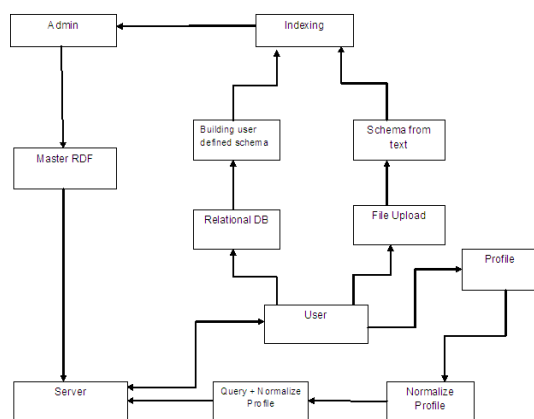 Admin
Indexing
Building user
defined schema
Schema from
text
Master RDF
Relational DB
File Upload
Profile
User
Server
Query + Normalize
Profile
Normalize
Profile